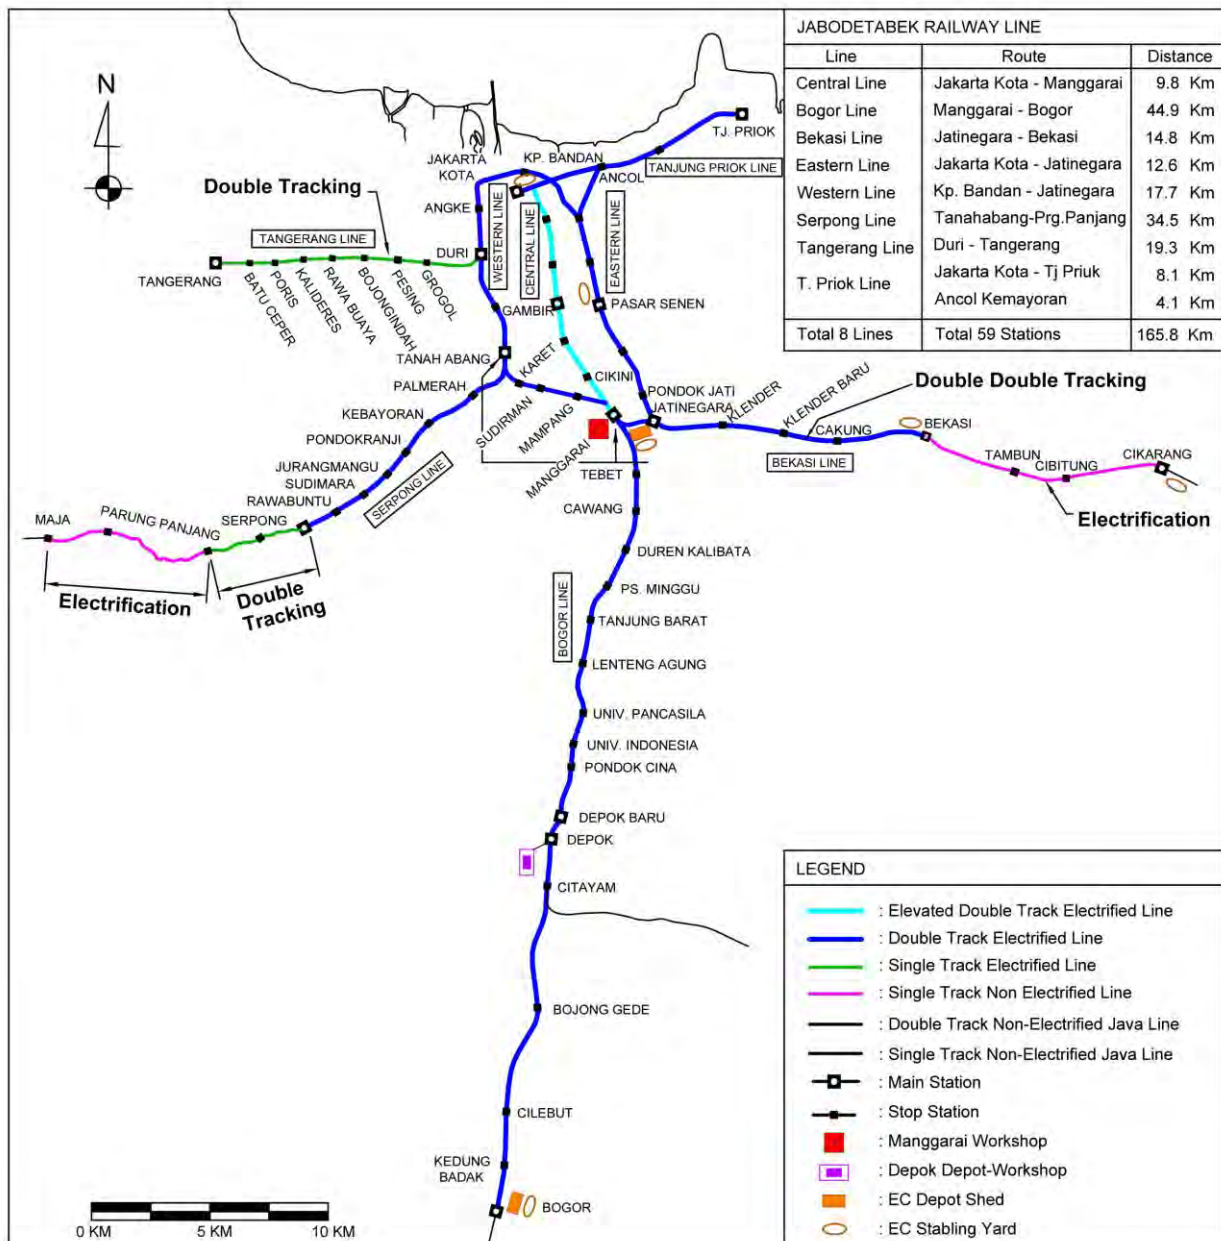 JABODETABEK RAILWAY LINE
Line Route Distance
Central Line Jakarta Kota - Manggarai 9.8 Km
Bogor Line Manggarai - Bogor 44.9 Km
Bekasi Line Jatinegara - Bekasi 14.8 Km
Eastern Line Jakarta Kota - Jatinegara 12.6 Km
Western Line Kp. Bandan - Jatinegara 17.7 Km
Serpong Line Tanahabang-Prg.Panjang 34.5 Km
Tangerang Line Duri - Tangerang 19.3 Km
T. Priok Line Jakarta Kota - Tj Priuk 8.1 Km
Ancol Kemayoran 4.1 Km
Total 8 Lines Total 59 Stations 165.8 Km
N
TJ. PRIOK
TANJUNG PRIOK LINE
KP. BANDAN
ANCOL
JAKARTA
KOTA
Double Tracking
ANGKE
WESTERN LINE
CENTRAL LINE
EASTERN LINE
TANGERANG LINE
DURI
TANGERANG
BATU CEPER
PORIS
KALIDERES
RAWA BUAYA
BOJONGINDAH
PESING
GROGOL
GAMBIR
PASAR SENEN
TANAH ABANG
KARET
CIKINI
PALMERAH
SUDIRMAN
MAMPANG
MANGGARAI
PONDOK JATI
JATINEGARA
KLENDER
KLENDER BARU
Double Double Tracking
CAKUNG
BEKASI
BEKASI LINE
TAMBUN
CIBITUNG
CIKARANG
Electrification
KEBAYORAN
PONDOKRANJI
JURANGMANGU
SUDIMARA
RAWABUNTU
SERPONG LINE
SERPONG
PARUNG PANJANG
MAJA
Electrification
Double
Tracking
TEBET
CAWANG
DUREN KALIBATA
PS. MINGGU
BOGOR LINE
TANJUNG BARAT
LENTENG AGUNG
UNIV. PANCASILA
UNIV. INDONESIA
PONDOK CINA
DEPOK BARU
DEPOK
CITAYAM
BOJONG GEDE
CILEBUT
KEDUNG
BADAK
BOGOR
0 KM 5 KM 10 KM
LEGEND
: Elevated Double Track Electrified Line
: Double Track Electrified Line
: Single Track Electrified Line
: Single Track Non Electrified Line
: Double Track Non-Electrified Java Line
: Single Track Non-Electrified Java Line
: Main Station
: Stop Station
: Manggarai Workshop
: Depok Depot-Workshop
: EC Depot Shed
: EC Stabling Yard